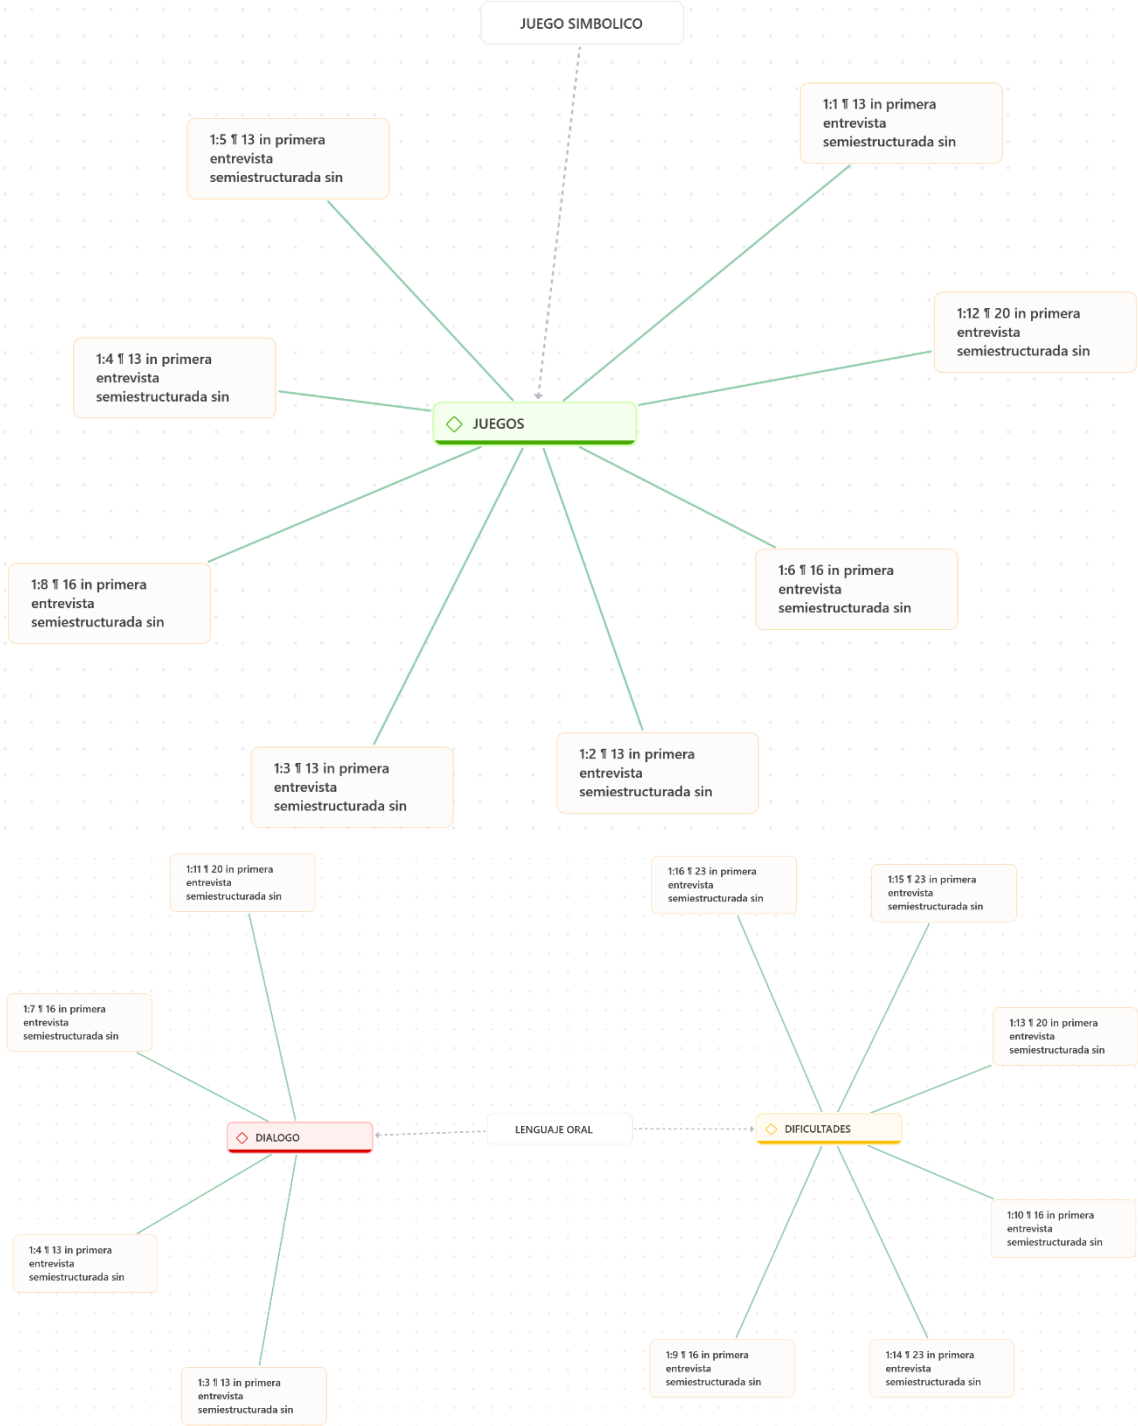 JUEGO SIMBOLICO
1:1 ¶ 13 in primera
entrevista
semiestructurada sin
1:5 ¶ 13 in primera
entrevista
semiestructurada sin
1:12 ¶ 20 in primera
entrevista
semiestructurada sin
1:4 ¶ 13 in primera
entrevista
semiestructurada sin
JUEGOS
1:8 ¶ 16 in primera
entrevista
semiestructurada sin
1:6 ¶ 16 in primera
entrevista
semiestructurada sin
1:3 ¶ 13 in primera
entrevista
semiestructurada sin
1:2 ¶ 13 in primera
entrevista
semiestructurada sin
1:11 ¶ 20 in primera
entrevista
semiestructurada sin
1:16 ¶ 23 in primera
entrevista
semiestructurada sin
1:15 ¶ 23 in primera
entrevista
semiestructurada sin
1:7 ¶ 16 in primera
entrevista
semiestructurada sin
1:13 ¶ 20 in primera
entrevista
semiestructurada sin
DIALOGO
LENGUAJE ORAL
DIFICULTADES
1:4 ¶ 13 in primera
entrevista
semiestructurada sin
1:10 ¶ 16 in primera
entrevista
semiestructurada sin
1:3 ¶ 13 in primera
entrevista
semiestructurada sin
1:9 ¶ 16 in primera
entrevista
semiestructurada sin
1:14 ¶ 23 in primera
entrevista
semiestructurada sin